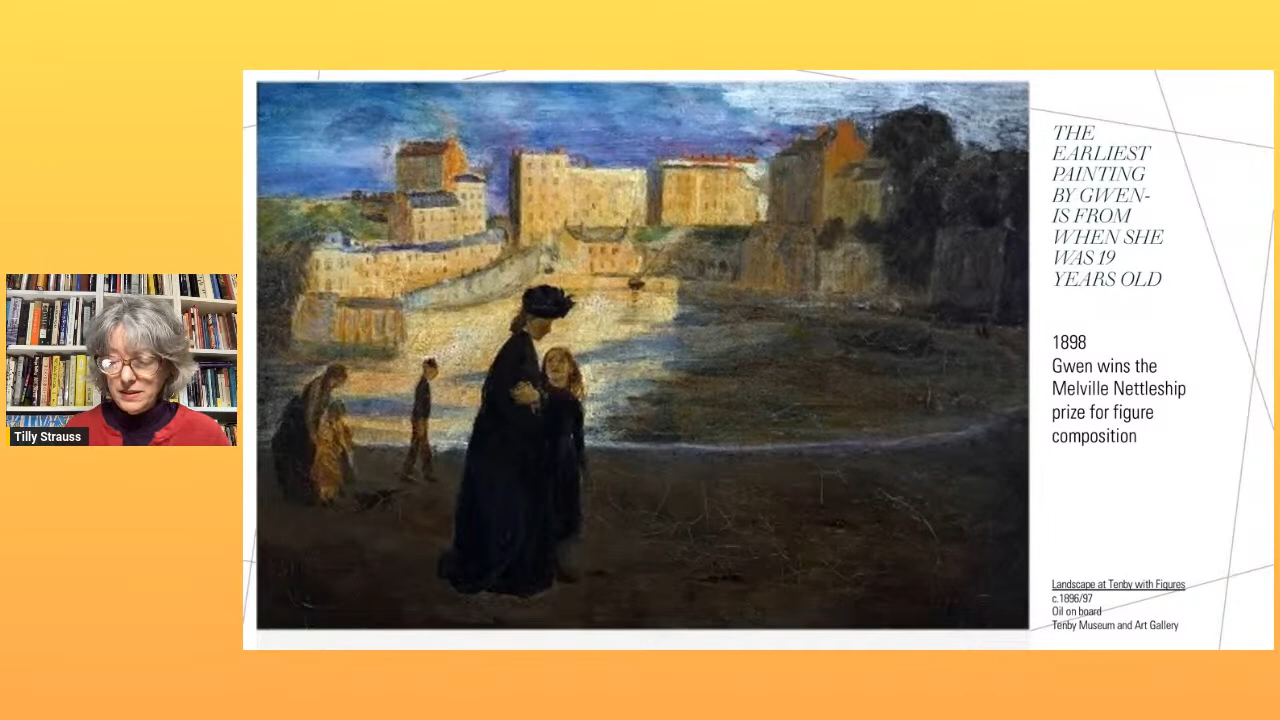 THE
EARLIEST
PAINTING
BY GWEN-
IS FROM
WHEN SHE
WAS 19
YEARS OLD
1898
Gwen wins the
Melville Nettleship
prize for figure
composition
Landscape at Tenby with Figures
c.1896/97
Oil on board
Tenby Museum and Art Gallery
Tilly Strauss